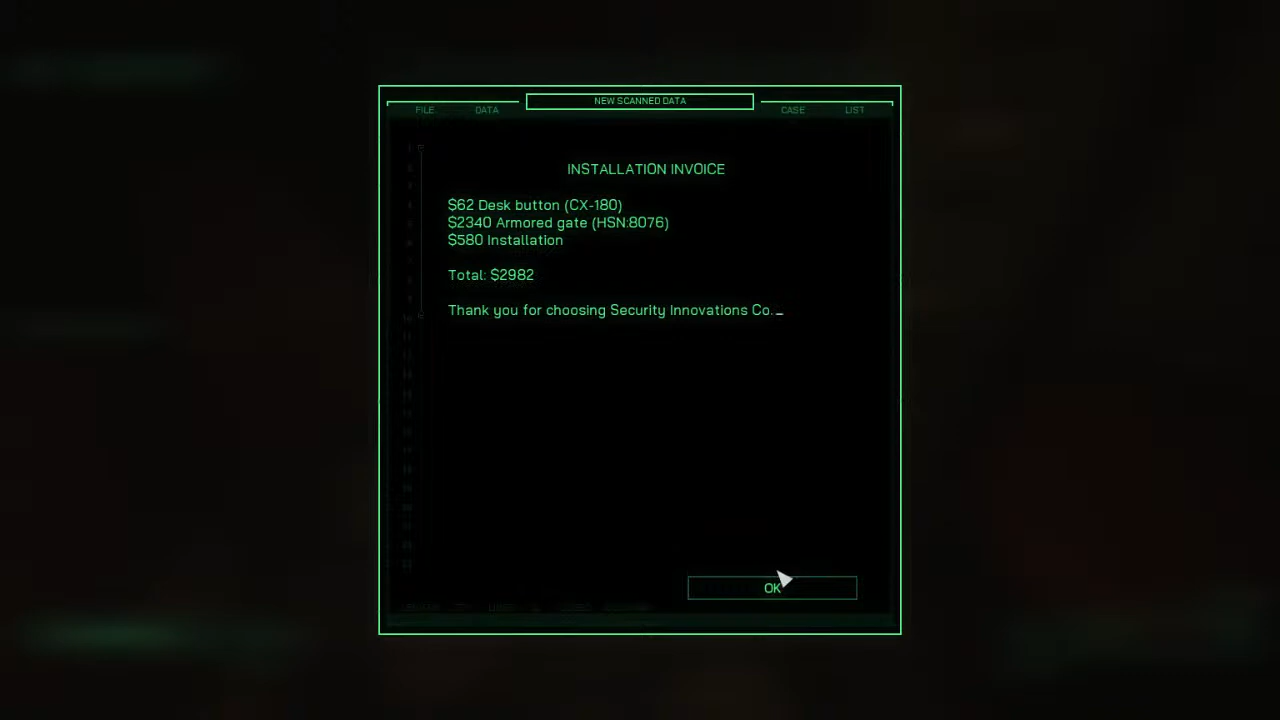 NEW SCANNED DATA
FILE DATA CASE LIST
INSTALLATION INVOICE
$62 Desk button (CX-180)
$2340 Armored gate (HSN:8076)
$580 Installation
Total: $2982
Thank you for choosing Security Innovations Co._
OK